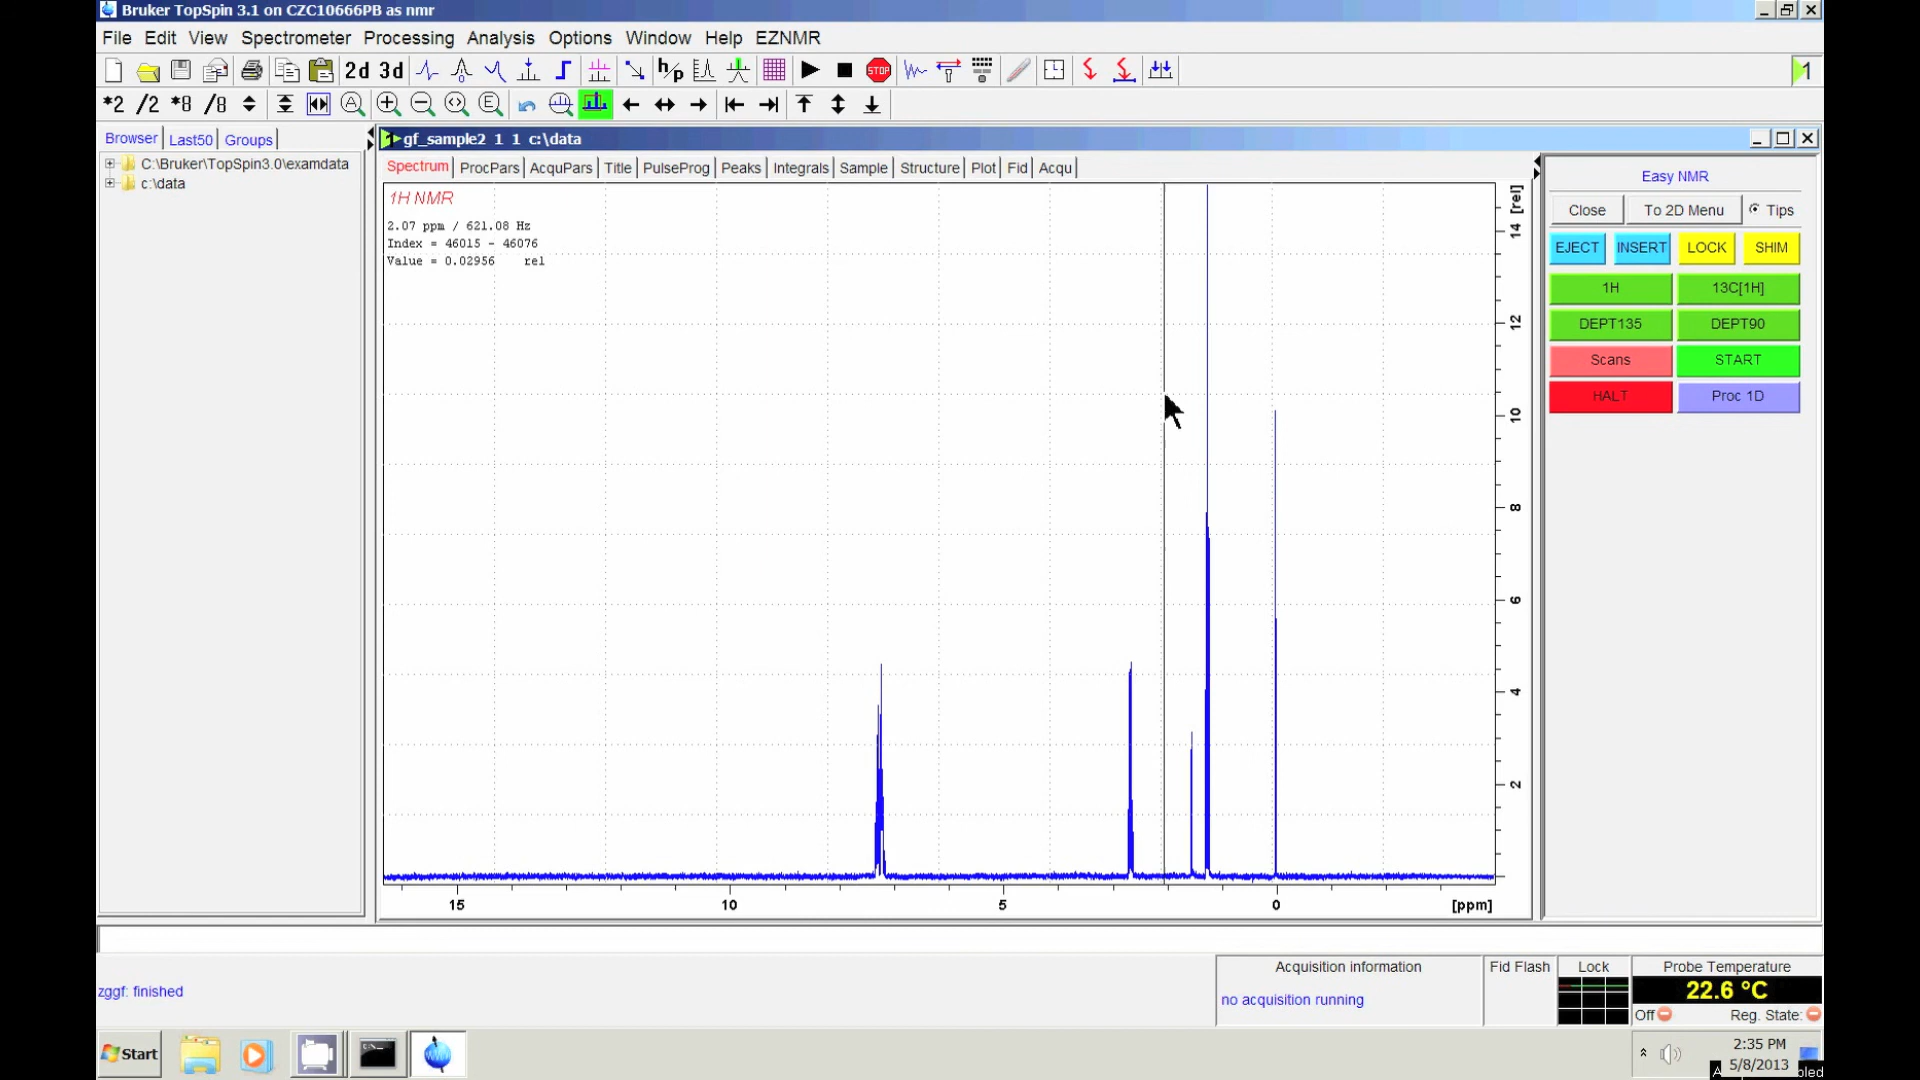 Bruker TopSpin 3.1 on CZC10666PB as nmr
File Edit View Spectrometer Processing Analysis Options Window Help EZNMR
2d 3d h/p STOP 1
*2 /2 *8 /8 E
Browser Last50 Groups
C:\Bruker\TopSpin3.0\examdata
c:\data
gf_sample2 1 1 c:\data
Spectrum ProcPars AcquPars Title PulseProg Peaks Integrals Sample Structure Plot Fid Acqu
1H NMR
2.07 ppm / 621.08 Hz
Index = 46015 - 46076
Value = 0.02956 rel
[rel]
14
12
10
8
6
4
2
15 10 5 0 [ppm]
Easy NMR
Close To 2D Menu Tips
EJECT INSERT LOCK SHIM
1H 13C[1H]
DEPT135 DEPT90
Scans START
HALT Proc 1D
zggf: finished
Acquisition information
no acquisition running
Fid Flash
Lock
Probe Temperature
22.6 °C
Off Reg. State:
Start
2:35 PM
5/8/2013